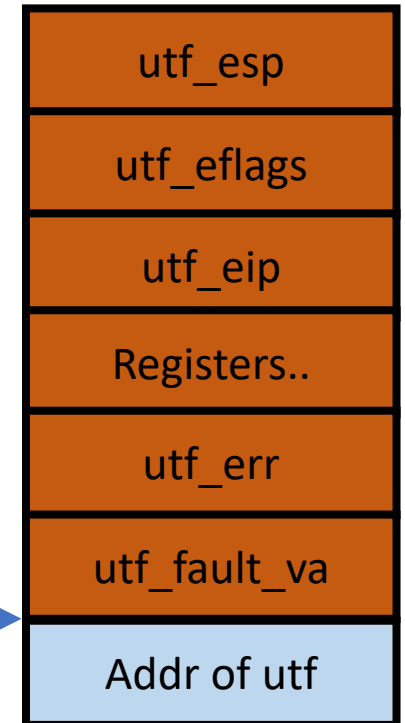 utf_esp
utf_eflags
utf_eip
Registers..
utf_err
utf_fault_va
Addr of utf